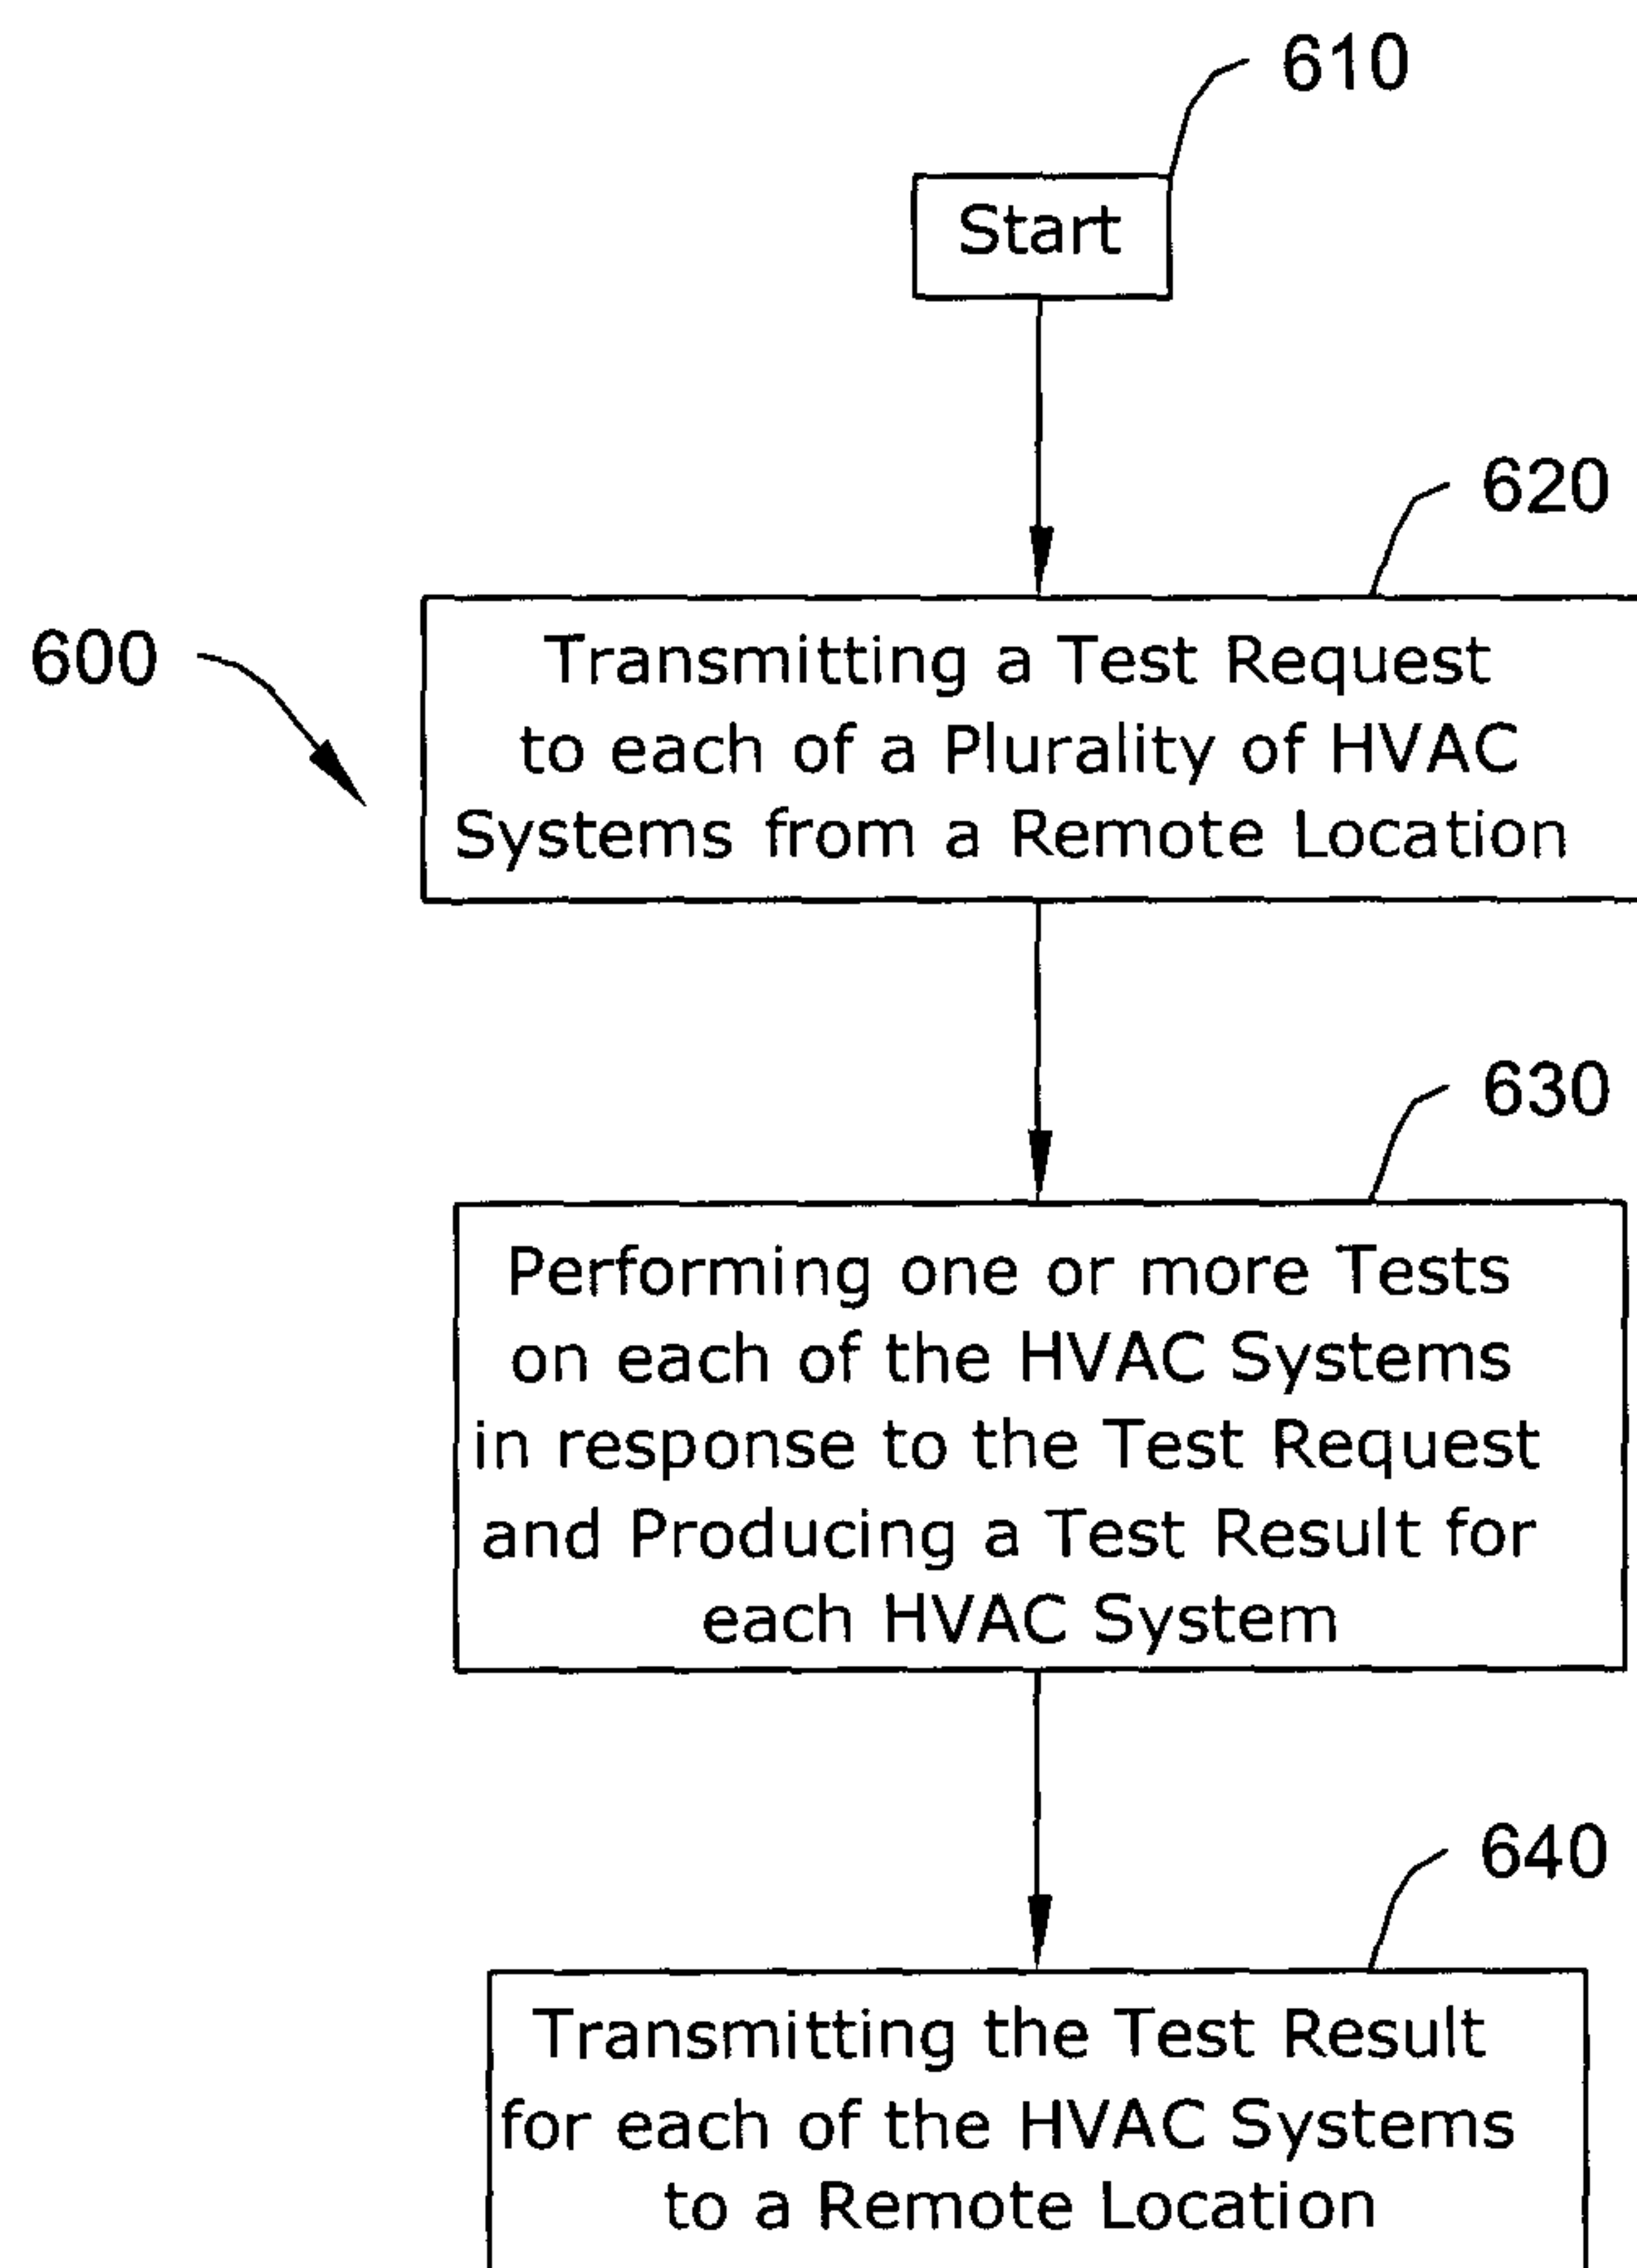 610
Start
620
600
Transmitting a Test Request
to each of a Plurality of HVAC
Systems from a Remote Location
630
Performing one or more Tests
on each of the HVAC Systems
in response to the Test Request
and Producing a Test Result for
each HVAC System
640
Transmitting the Test Result
for each of the HVAC Systems
to a Remote Location